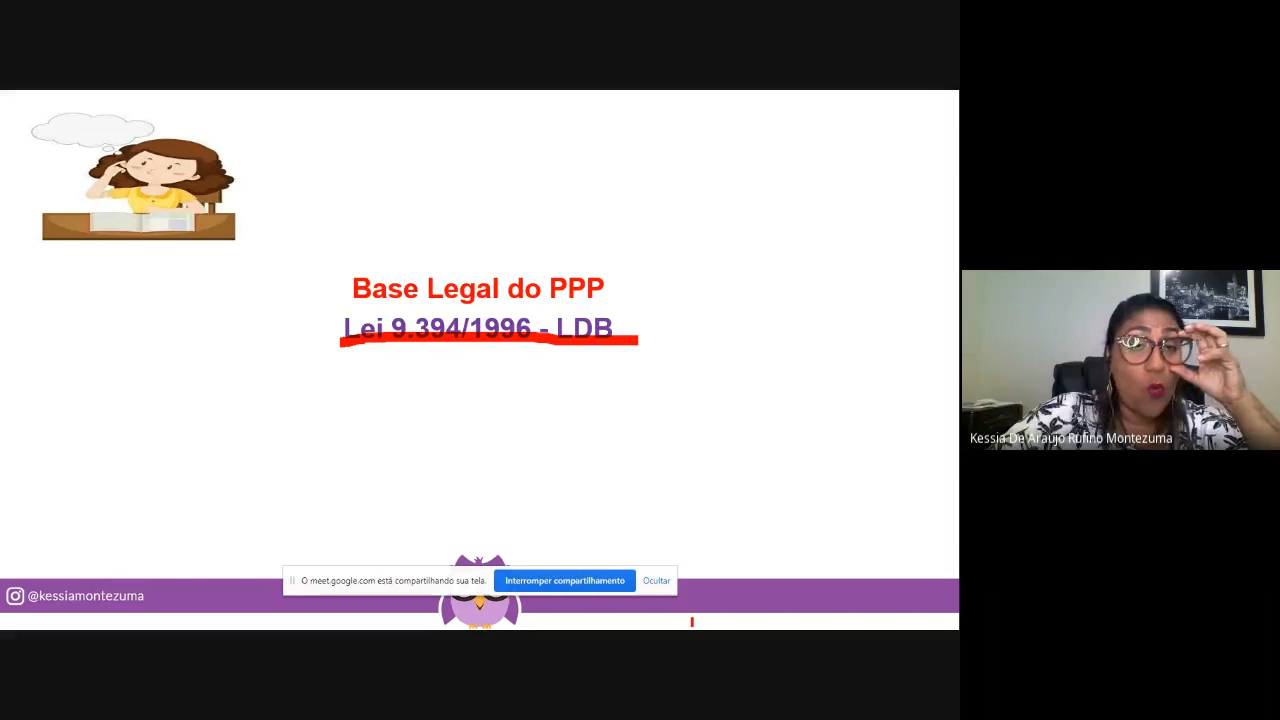 Base Legal do PPP
Lei 9.394/1996 - LDB
Kessia De Araujo Rufino Montezuma
O meet.google.com está compartilhando sua tela.
Interromper compartilhamento
Ocultar
@kessiamontezuma